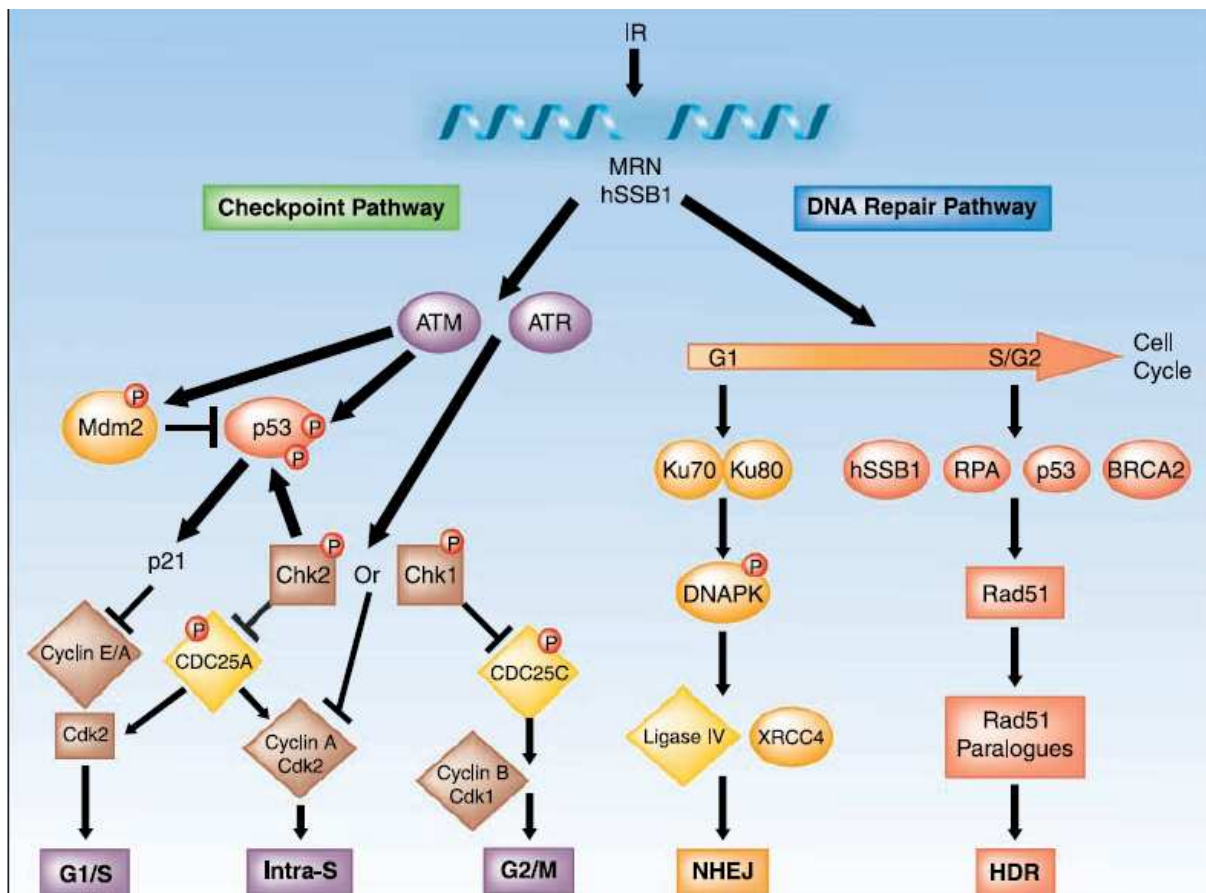 IR
MRN
hSSB1
Checkpoint Pathway
DNA Repair Pathway
ATM
ATR
G1
S/G2
Cell
Cycle
P
Mdm2
p53
P
P
Ku70
Ku80
hSSB1
RPA
p53
BRCA2
p21
P
Chk2
Or
P
Chk1
P
DNAPK
Rad51
Cyclin E/A
P
CDC25A
P
CDC25C
Cdk2
Cyclin A
Cdk2
Cyclin B
Cdk1
Ligase IV
XRCC4
Rad51
Paralogues
G1/S
Intra-S
G2/M
NHEJ
HDR